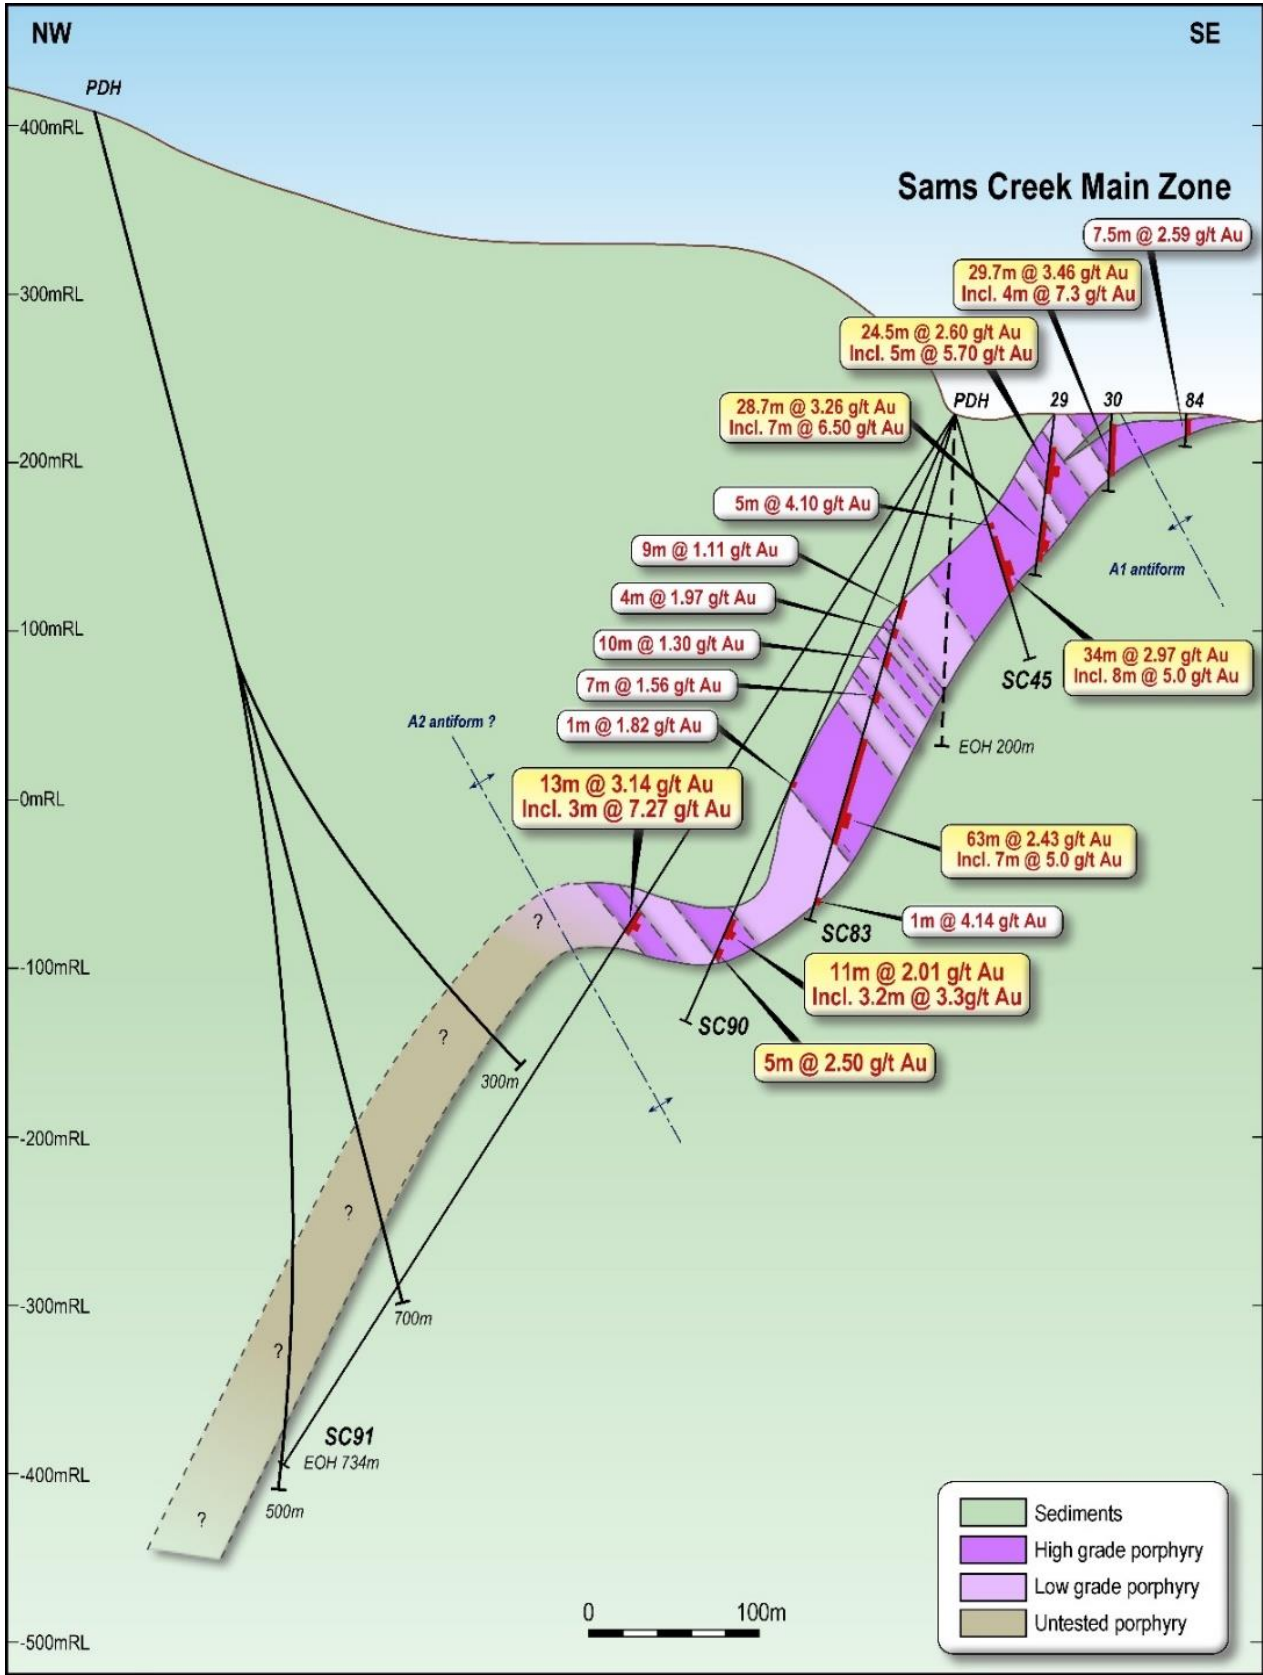 NW
SE
PDH
400mRL
Sams Creek Main Zone
7.5m @ 2.59 g/t Au
29.7m @ 3.46 g/t Au
Incl. 4m @ 7.3 g/t Au
300mRL
24.5m @ 2.60 g/t Au
Incl. 5m @ 5.70 g/t Au
28.7m @ 3.26 g/t Au
Incl. 7m @ 6.50 g/t Au
PDH
29
30
84
200mRL
5m @ 4.10 g/t Au
9m @ 1.11 g/t Au
A1 antiform
4m @ 1.97 g/t Au
100mRL
10m @ 1.30 g/t Au
34m @ 2.97 g/t Au
Incl. 8m @ 5.0 g/t Au
SC45
7m @ 1.56 g/t Au
A2 antiform ?
1m @ 1.82 g/t Au
EOH 200m
0mRL
13m @ 3.14 g/t Au
Incl. 3m @ 7.27 g/t Au
63m @ 2.43 g/t Au
Incl. 7m @ 5.0 g/t Au
?
1m @ 4.14 g/t Au
SC83
-100mRL
11m @ 2.01 g/t Au
Incl. 3.2m @ 3.3g/t Au
SC90
?
5m @ 2.50 g/t Au
300m
-200mRL
?
-300mRL
700m
?
SC91
EOH 734m
-400mRL
500m
?
Sediments
High grade porphyry
Low grade porphyry
Untested porphyry
0
100m
-500mRL